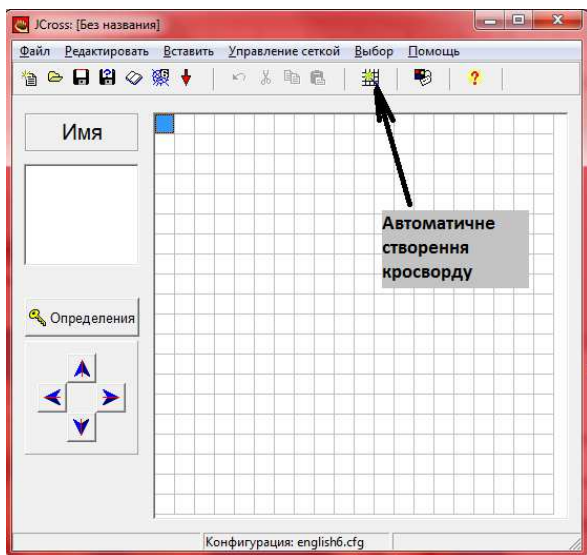 JCross: [Без названия]
Файл Редактировать Вставить Управление сеткой Выбор Помощь
?
Имя
Автоматичне
створення
кросворду
Определения
Конфигурация: english6.cfg